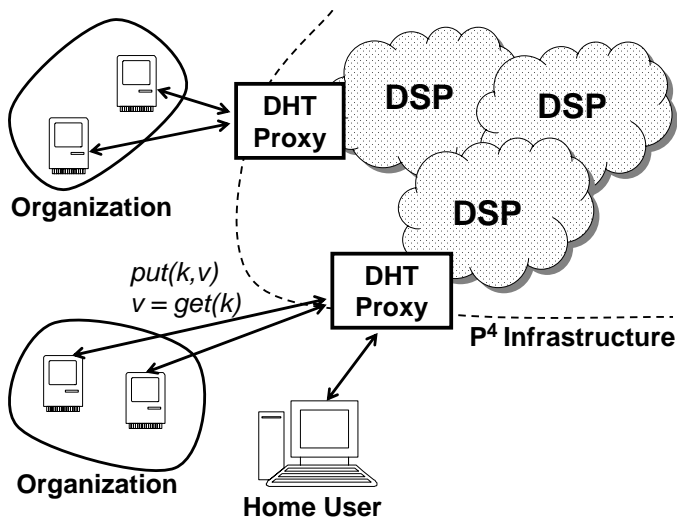 DHT
Proxy
DSP
DSP
DSP
Organization
put(k,v)
v = get(k)
DHT
Proxy
P⁴ Infrastructure
Organization
Home User